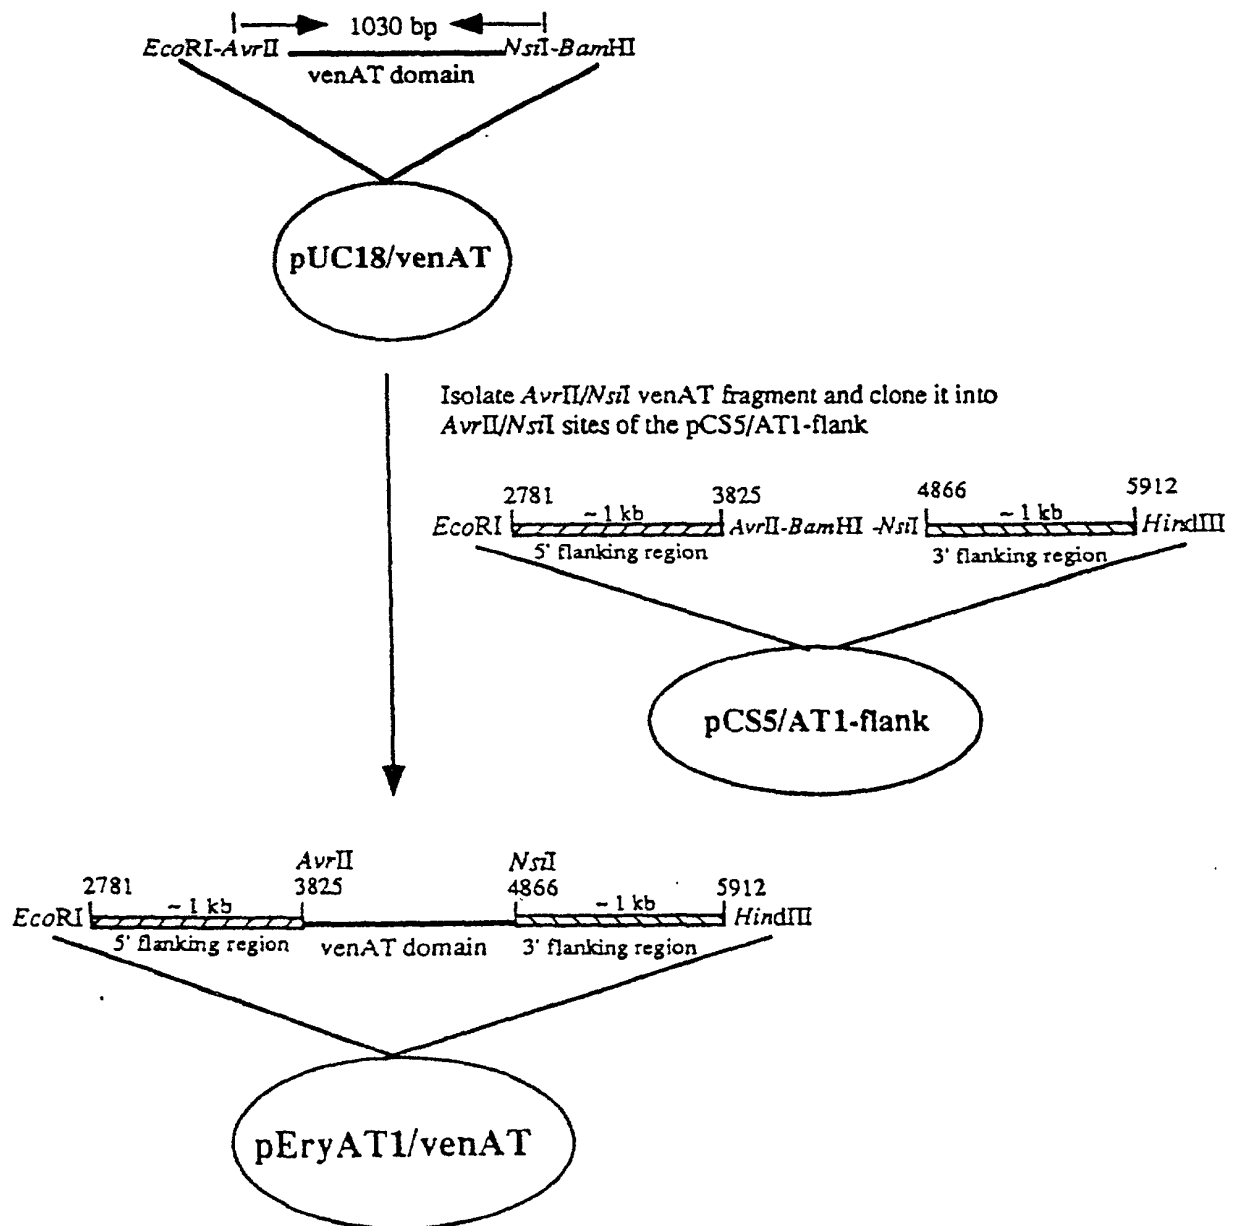 1030 bp
EcoRI-AvrII NsiI-BamHI
venAT domain
pUC18/venAT
Isolate AvrII/NsiI venAT fragment and clone it into
AvrII/NsiI sites of the pCS5/AT1-flank
2781 3825 4866 5912
~ 1 kb ~ 1 kb
EcoRI AvrII-BamHI -NsiI HindIII
5' flanking region 3' flanking region
pCS5/AT1-flank
AvrII NsiI
2781 3825 4866 5912
~ 1 kb ~ 1 kb
EcoRI HindIII
5' flanking region venAT domain 3' flanking region
pEryAT1/venAT